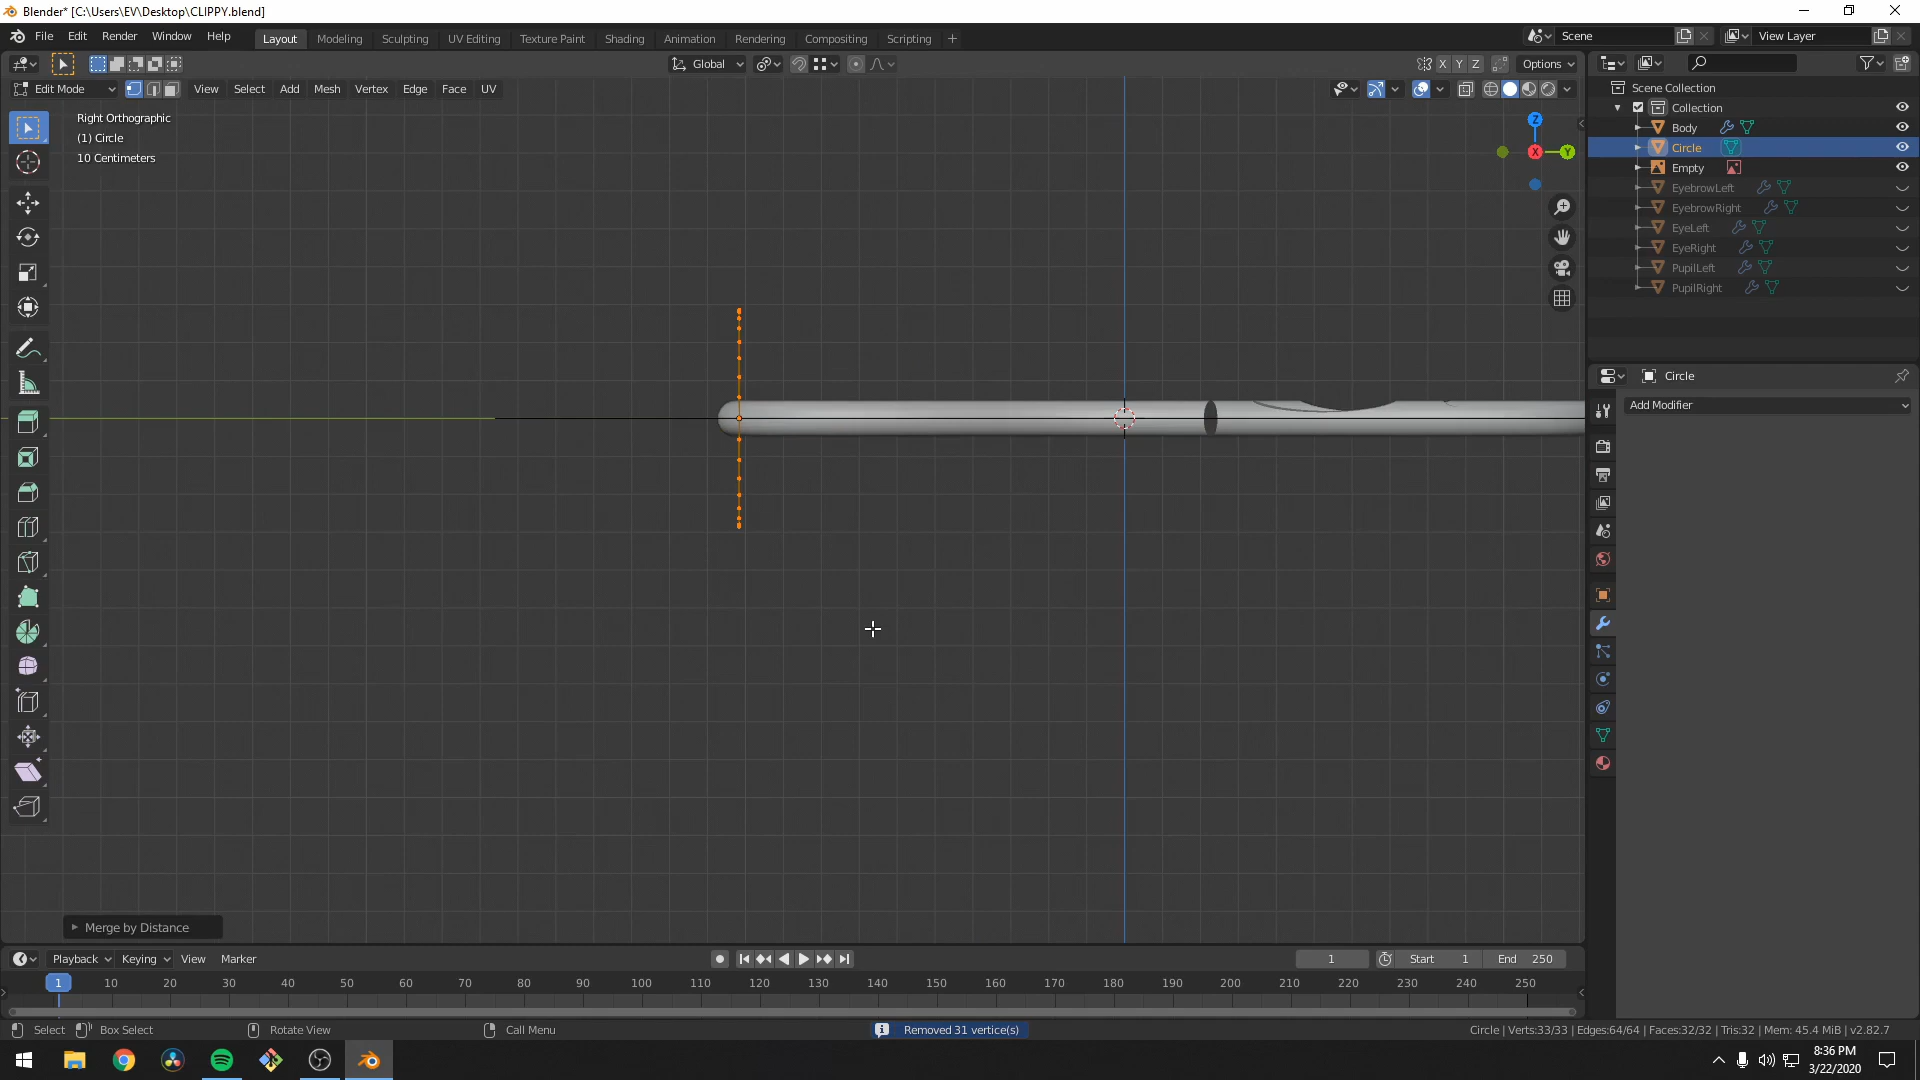 Blender* [C:\Users\EV\Desktop\CLIPPY.blend]
File Edit Render Window Help Layout Modeling Sculpting UV Editing Texture Paint Shading Animation Rendering Compositing Scripting + Scene View Layer
Global X Y Z Options
Edit Mode View Select Add Mesh Vertex Edge Face UV
Right Orthographic
(1) Circle
10 Centimeters
Z
X
Y
Scene Collection
Collection
Body
Circle
Empty
EyebrowLeft
EyebrowRight
EyeLeft
EyeRight
PupilLeft
PupilRight
Circle
Add Modifier
Merge by Distance
Playback Keying View Marker 1 Start 1 End 250
1 10 20 30 40 50 60 70 80 90 100 110 120 130 140 150 160 170 180 190 200 210 220 230 240 250
Select Box Select Rotate View Call Menu Removed 31 vertice(s) Circle | Verts:33/33 | Edges:64/64 | Faces:32/32 | Tris:32 | Mem: 45.4 MiB | v2.82.7
8:36 PM
3/22/2020